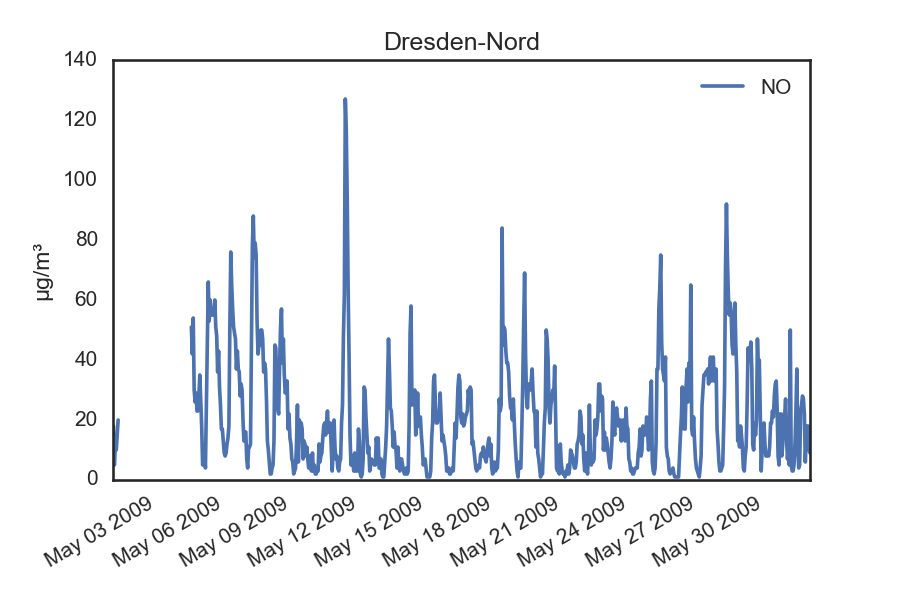 Dresden-Nord
140
120
100
80
60
40
20
0
µg/m³
NO
May 03 2009
May 06 2009
May 09 2009
May 12 2009
May 15 2009
May 18 2009
May 21 2009
May 24 2009
May 27 2009
May 30 2009